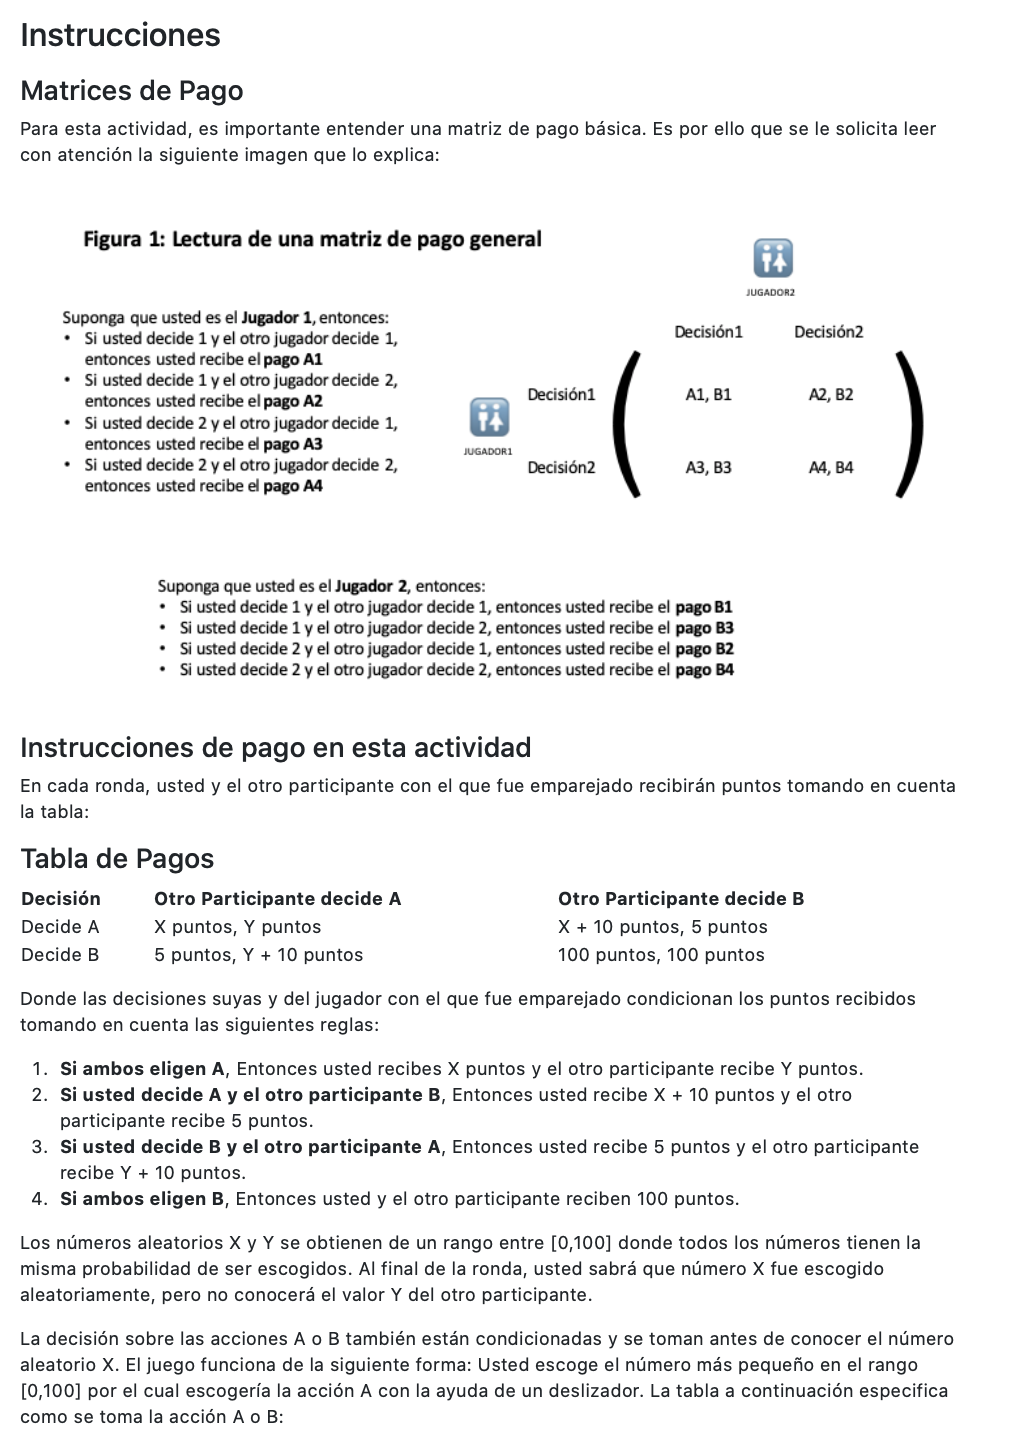 Instrucciones
Matrices de Pago
Para esta actividad, es importante entender una matriz de pago básica. Es por ello que se le solicita leer
con atención la siguiente imagen que lo explica:
Figura 1: Lectura de una matriz de pago general
JUGADOR2
Suponga que usted es el Jugador 1, entonces:
• Si usted decide 1 y el otro jugador decide 1,
entonces usted recibe el pago A1
• Si usted decide 1 y el otro jugador decide 2,
entonces usted recibe el pago A2
• Si usted decide 2 y el otro jugador decide 1,
entonces usted recibe el pago A3
• Si usted decide 2 y el otro jugador decide 2,
entonces usted recibe el pago A4
Decisión1 Decisión2
Decisión1 A1, B1 A2, B2
JUGADOR1
Decisión2 A3, B3 A4, B4
Suponga que usted es el Jugador 2, entonces:
• Si usted decide 1 y el otro jugador decide 1, entonces usted recibe el pago B1
• Si usted decide 1 y el otro jugador decide 2, entonces usted recibe el pago B3
• Si usted decide 2 y el otro jugador decide 1, entonces usted recibe el pago B2
• Si usted decide 2 y el otro jugador decide 2, entonces usted recibe el pago B4
Instrucciones de pago en esta actividad
En cada ronda, usted y el otro participante con el que fue emparejado recibirán puntos tomando en cuenta
la tabla:
Tabla de Pagos
Decisión Otro Participante decide A Otro Participante decide B
Decide A X puntos, Y puntos X + 10 puntos, 5 puntos
Decide B 5 puntos, Y + 10 puntos 100 puntos, 100 puntos
Donde las decisiones suyas y del jugador con el que fue emparejado condicionan los puntos recibidos
tomando en cuenta las siguientes reglas:
1. Si ambos eligen A, Entonces usted recibes X puntos y el otro participante recibe Y puntos.
2. Si usted decide A y el otro participante B, Entonces usted recibe X + 10 puntos y el otro
participante recibe 5 puntos.
3. Si usted decide B y el otro participante A, Entonces usted recibe 5 puntos y el otro participante
recibe Y + 10 puntos.
4. Si ambos eligen B, Entonces usted y el otro participante reciben 100 puntos.
Los números aleatorios X y Y se obtienen de un rango entre [0,100] donde todos los números tienen la
misma probabilidad de ser escogidos. Al final de la ronda, usted sabrá que número X fue escogido
aleatoriamente, pero no conocerá el valor Y del otro participante.
La decisión sobre las acciones A o B también están condicionadas y se toman antes de conocer el número
aleatorio X. El juego funciona de la siguiente forma: Usted escoge el número más pequeño en el rango
[0,100] por el cual escogería la acción A con la ayuda de un deslizador. La tabla a continuación especifica
como se toma la acción A o B: